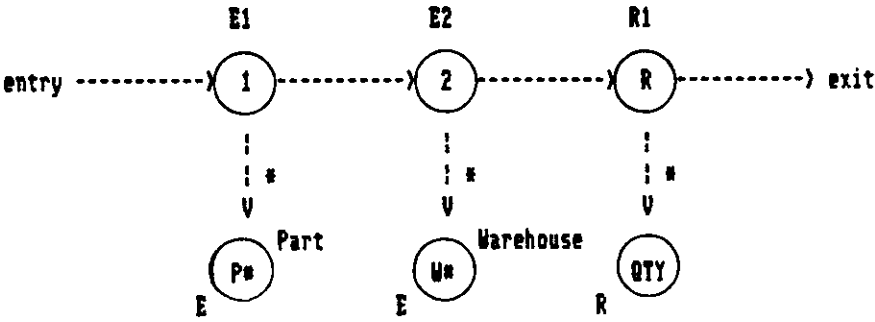 E1 E2 R1
entry 1 2 R exit
* * *
Part Warehouse
P* W* QTY
E E R